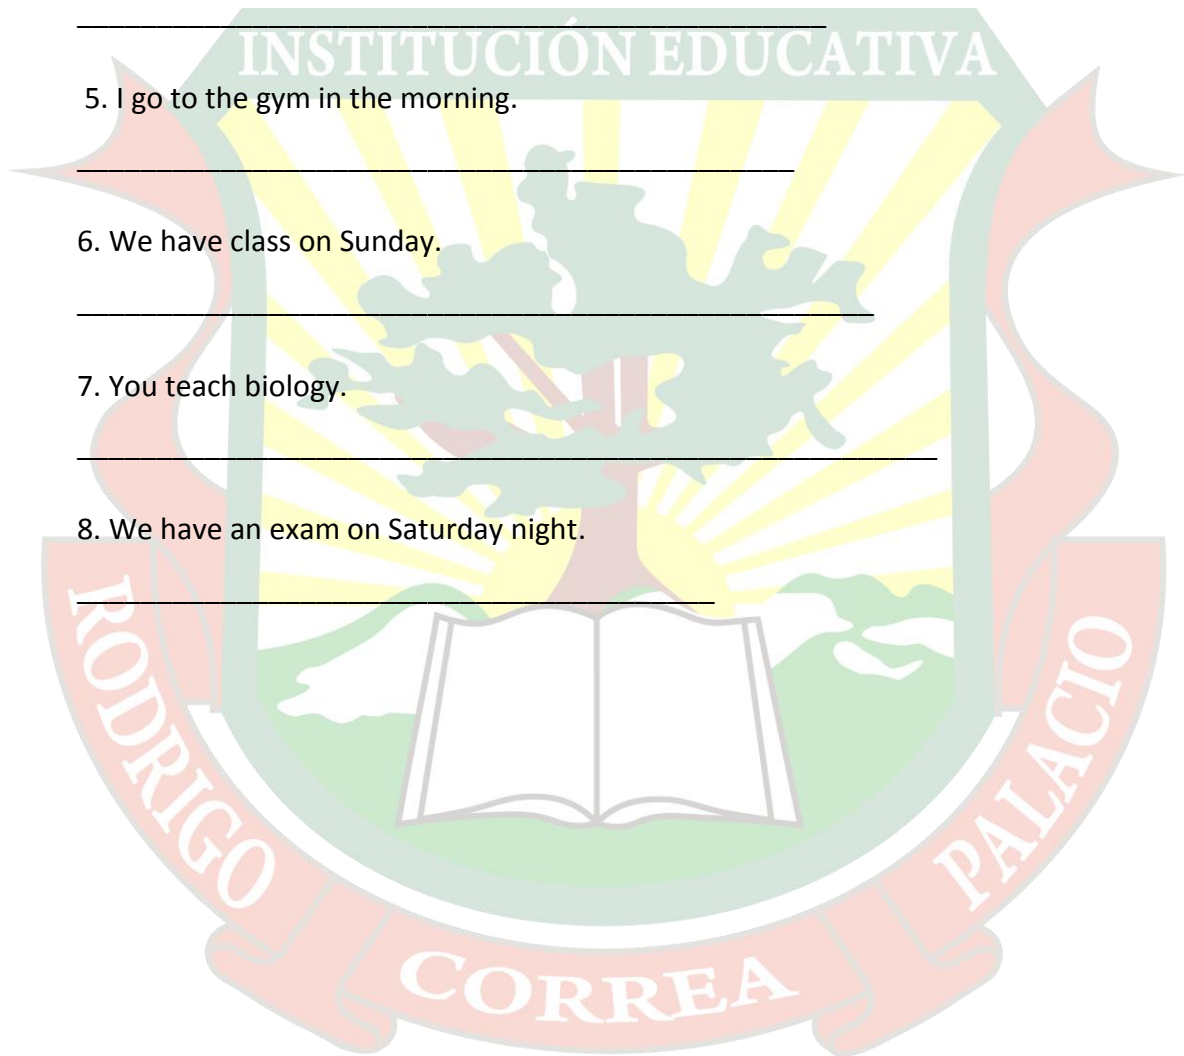 INSTITUCIÓN EDUCATIVA
5. I go to the gym in the morning.
6. We have class on Sunday.
7. You teach biology.
8. We have an exam on Saturday night.
RODRIGO
CORREA
PALACIO